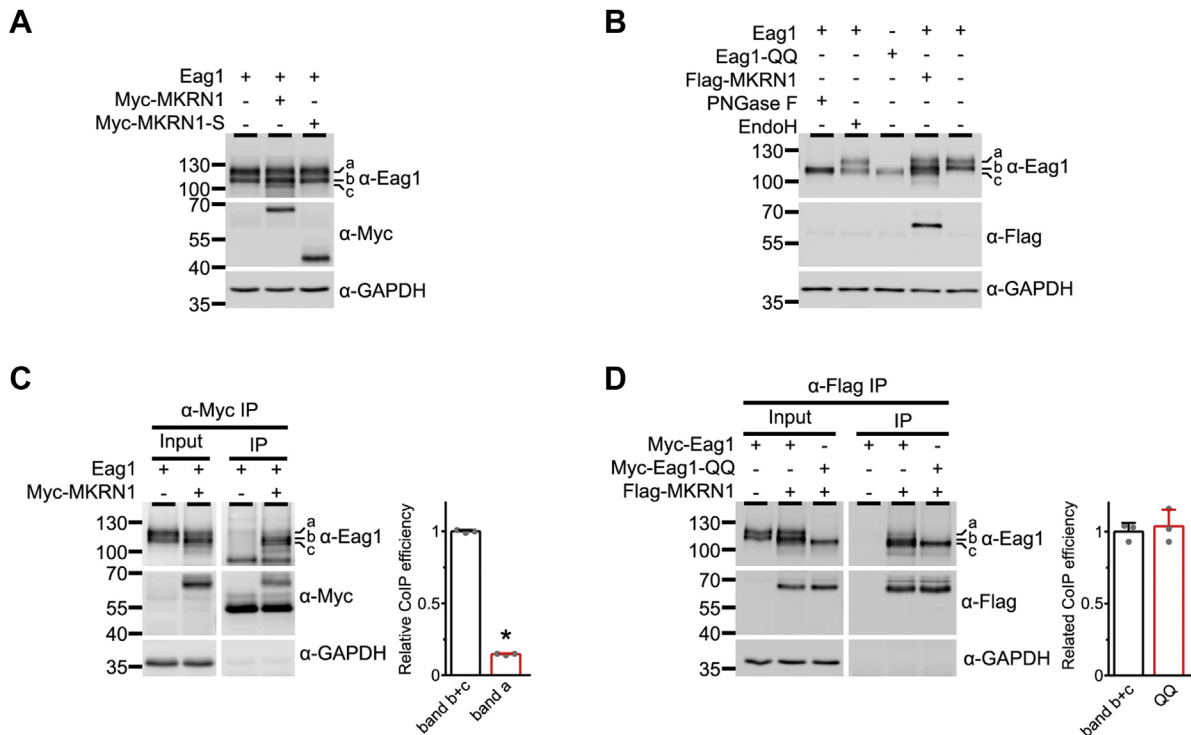 A
Eag1 + + +
Myc-MKRN1 - + -
Myc-MKRN1-S - - +
130
100
a
b
c
α-Eag1
70
55
40
α-Myc
35
α-GAPDH
B
Eag1 + + - + +
Eag1-QQ - - + - -
Flag-MKRN1 - - - + -
PNGase F + - - - -
EndoH - + - - -
130
100
a
b
c
α-Eag1
70
55
α-Flag
35
α-GAPDH
C
α-Myc IP
Input IP
Eag1 + + + +
Myc-MKRN1 - + - +
130
100
a
b
c
α-Eag1
70
55
40
α-Myc
35
α-GAPDH
Relative CoIP efficiency
1
0.5
0
*
band b+c
band a
D
α-Flag IP
Input IP
Myc-Eag1 + + - + + -
Myc-Eag1-QQ - - + - - +
Flag-MKRN1 - + + - + +
130
100
a
b
c
α-Eag1
70
55
40
α-Flag
35
α-GAPDH
Related CoIP efficiency
1
0.5
0
band b+c
QQ